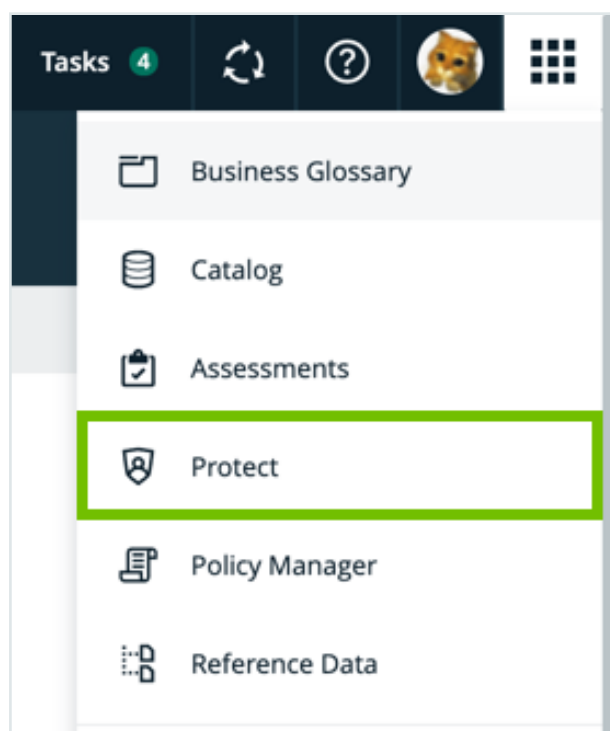 Tasks 4
Business Glossary
Catalog
Assessments
Protect
Policy Manager
Reference Data